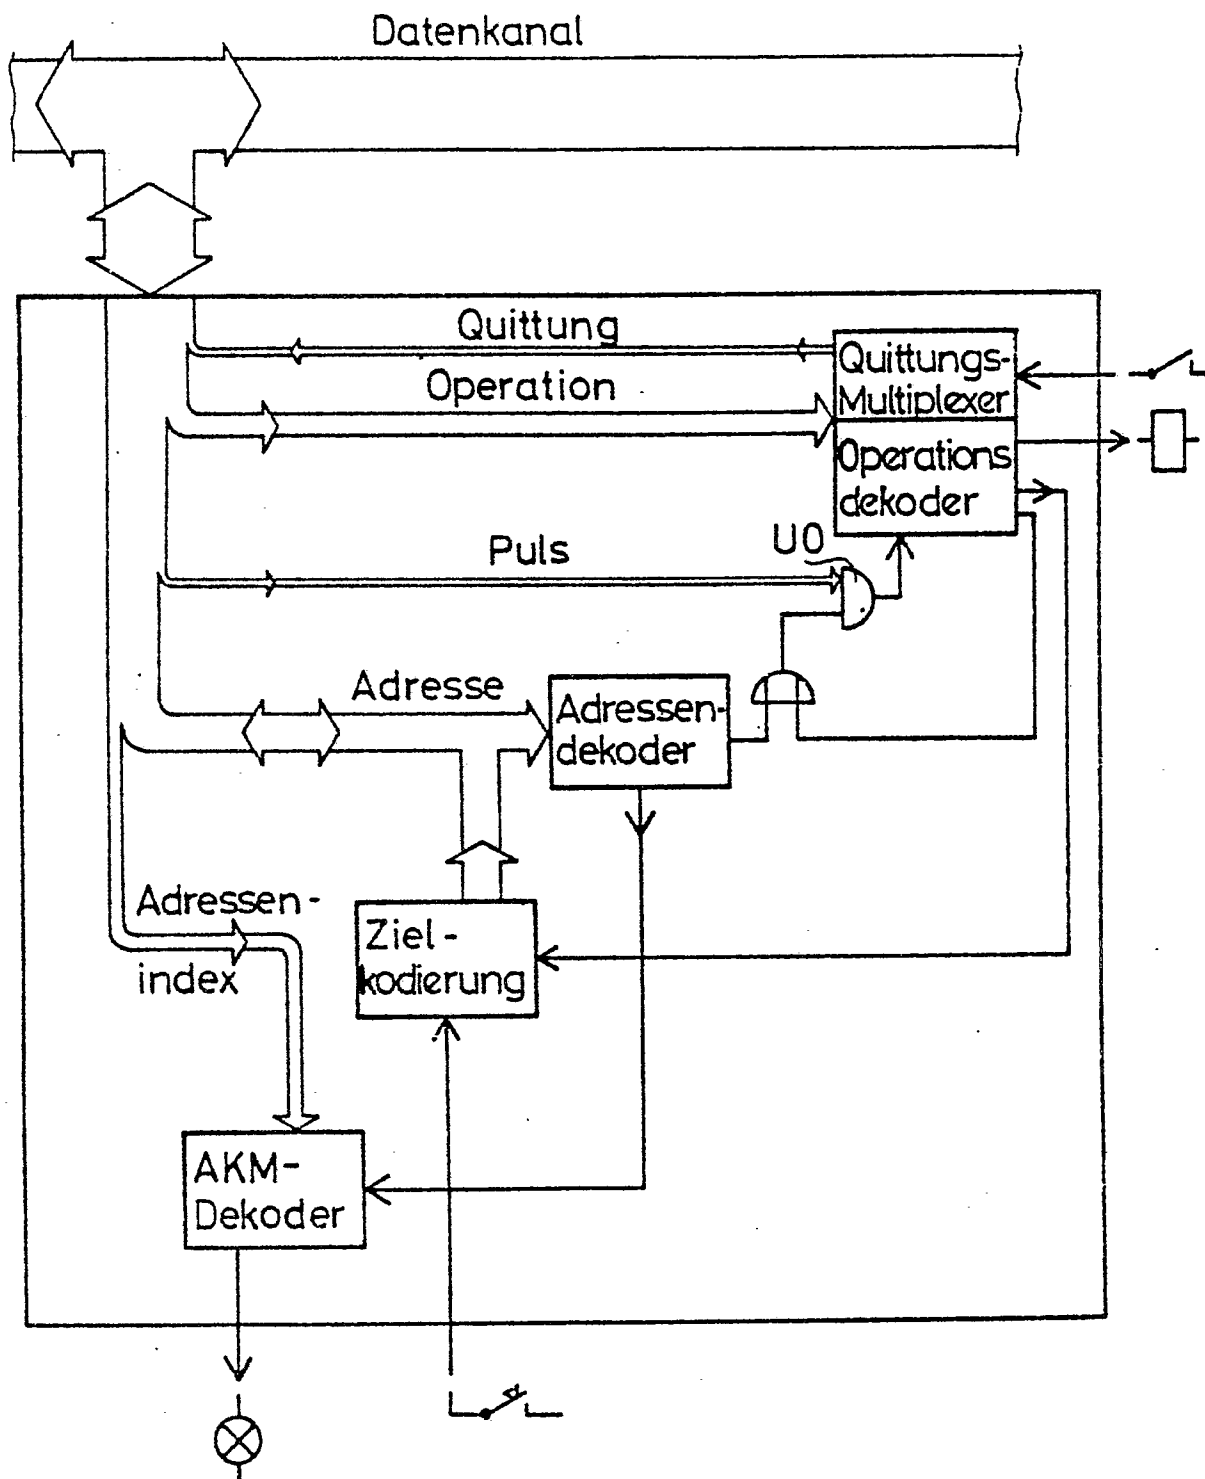 Datenkanal
Quittung
Quittungs-
Multiplexer
Operation
Operations
dekoder
U0
Puls
Adresse
Adressen-
dekoder
Adressen-
index
Ziel-
kodierung
AKM-
Dekoder